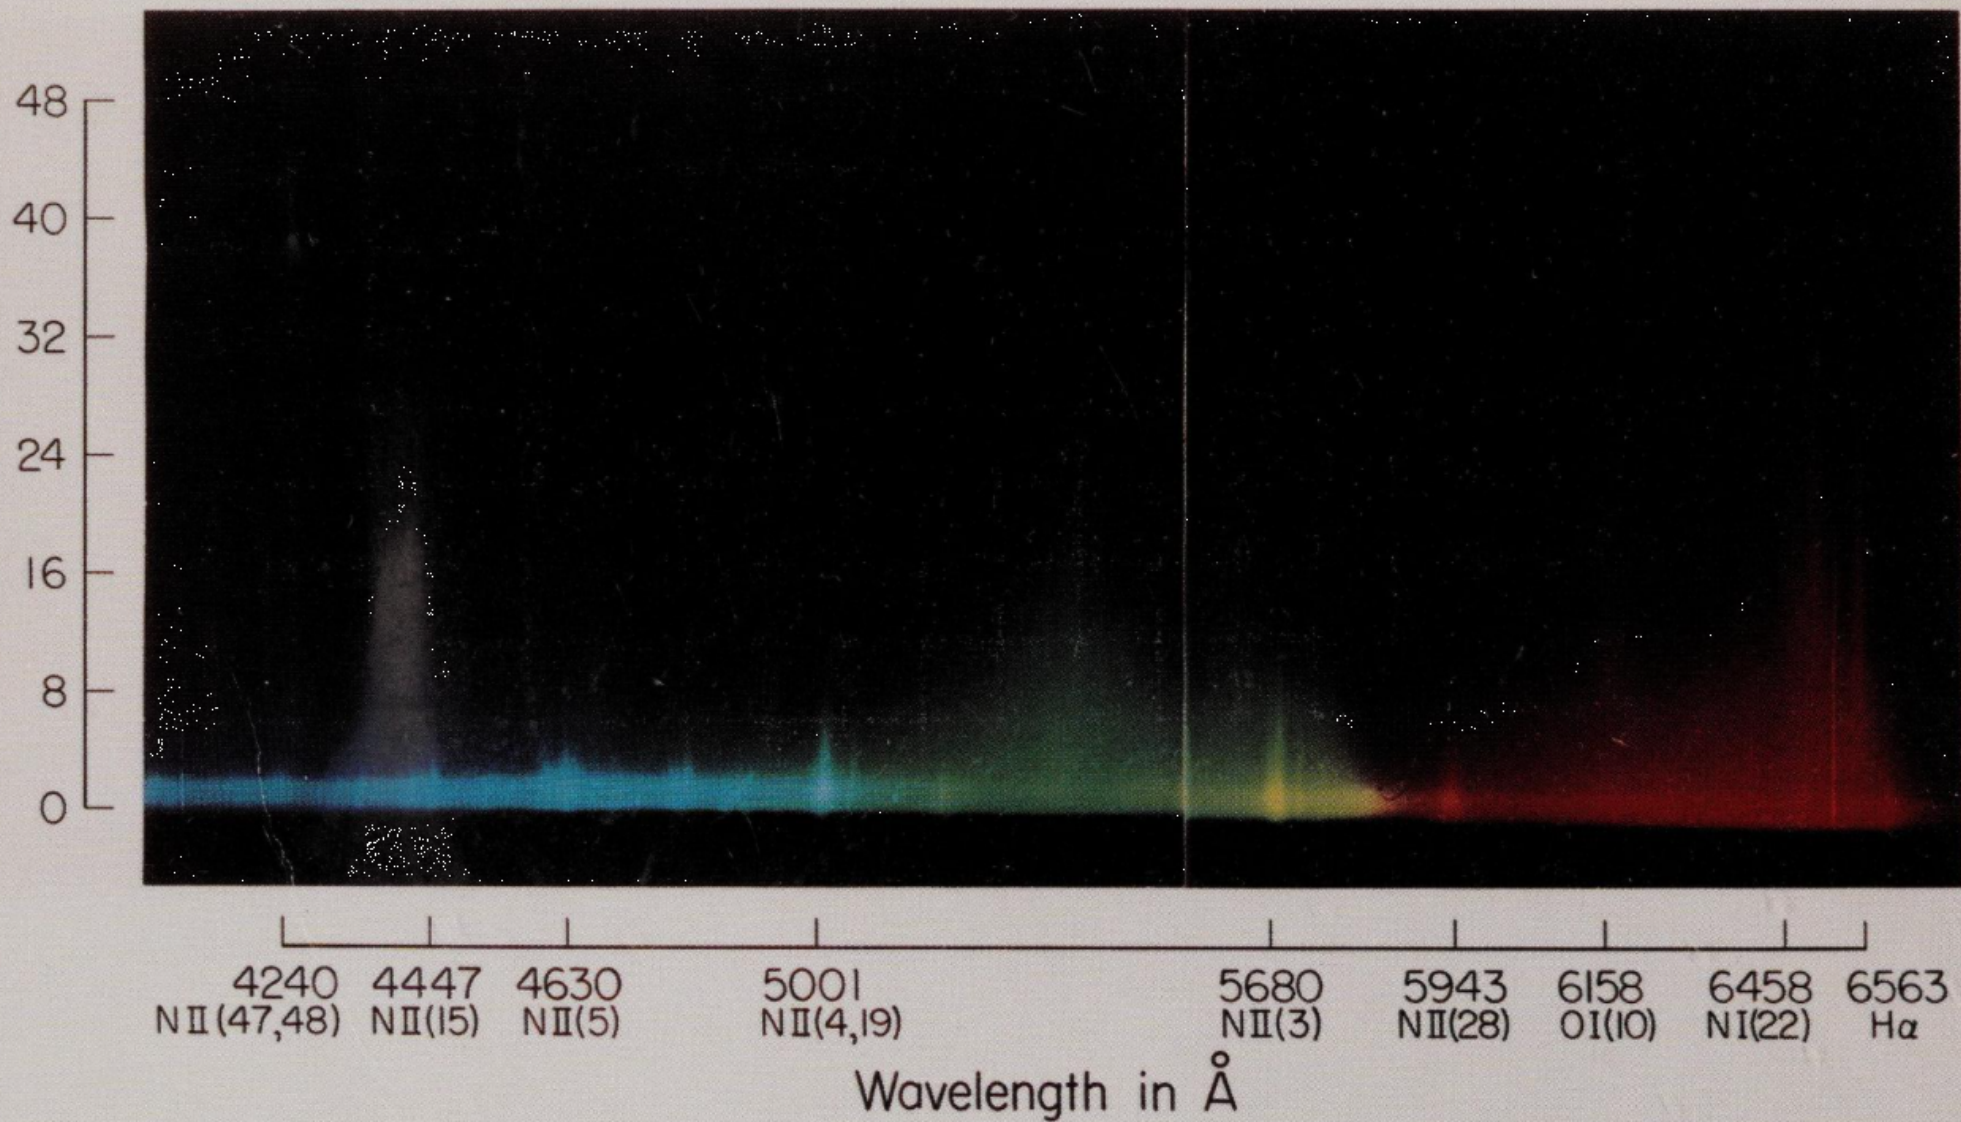 48
40
32
24
16
8
0
4240 4447 4630 5001 5680 5943 6158 6458 6563
NII(47,48) NII(15) NII(5) NII(4,19) NII(3) NII(28) OI(10) NI(22) Hα
Wavelength in Å